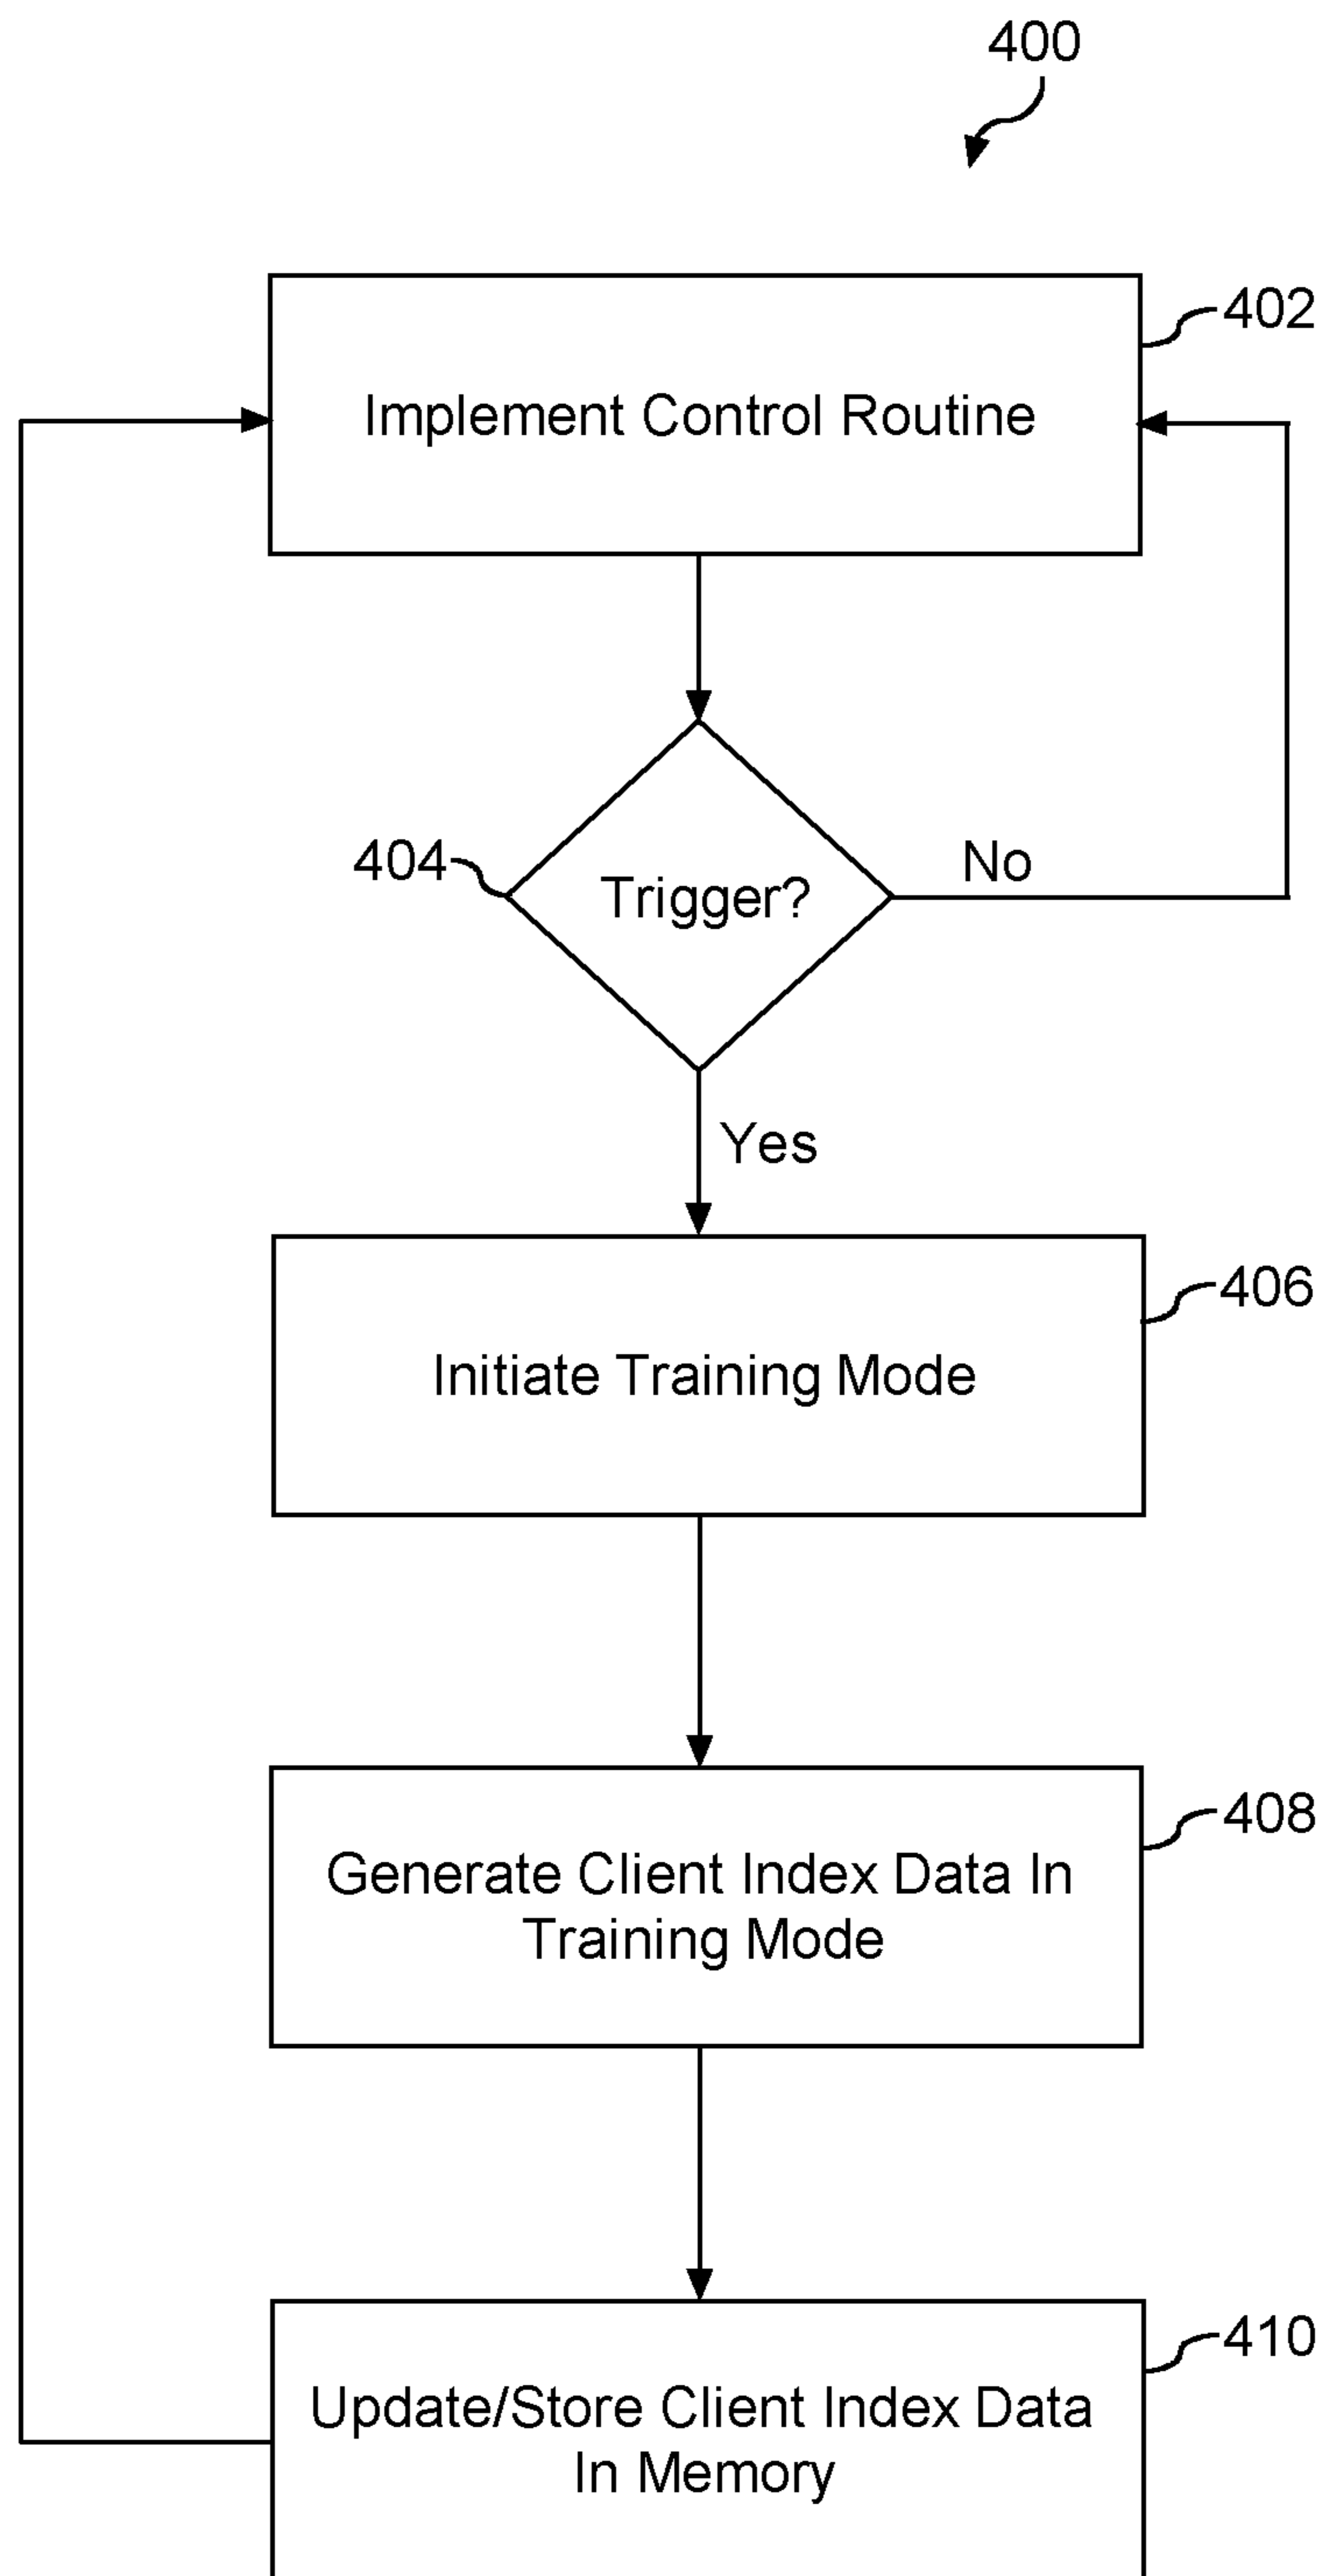 400
402
Implement Control Routine
404
Trigger?
No
Yes
406
Initiate Training Mode
408
Generate Client Index Data In
Training Mode
410
Update/Store Client Index Data
In Memory